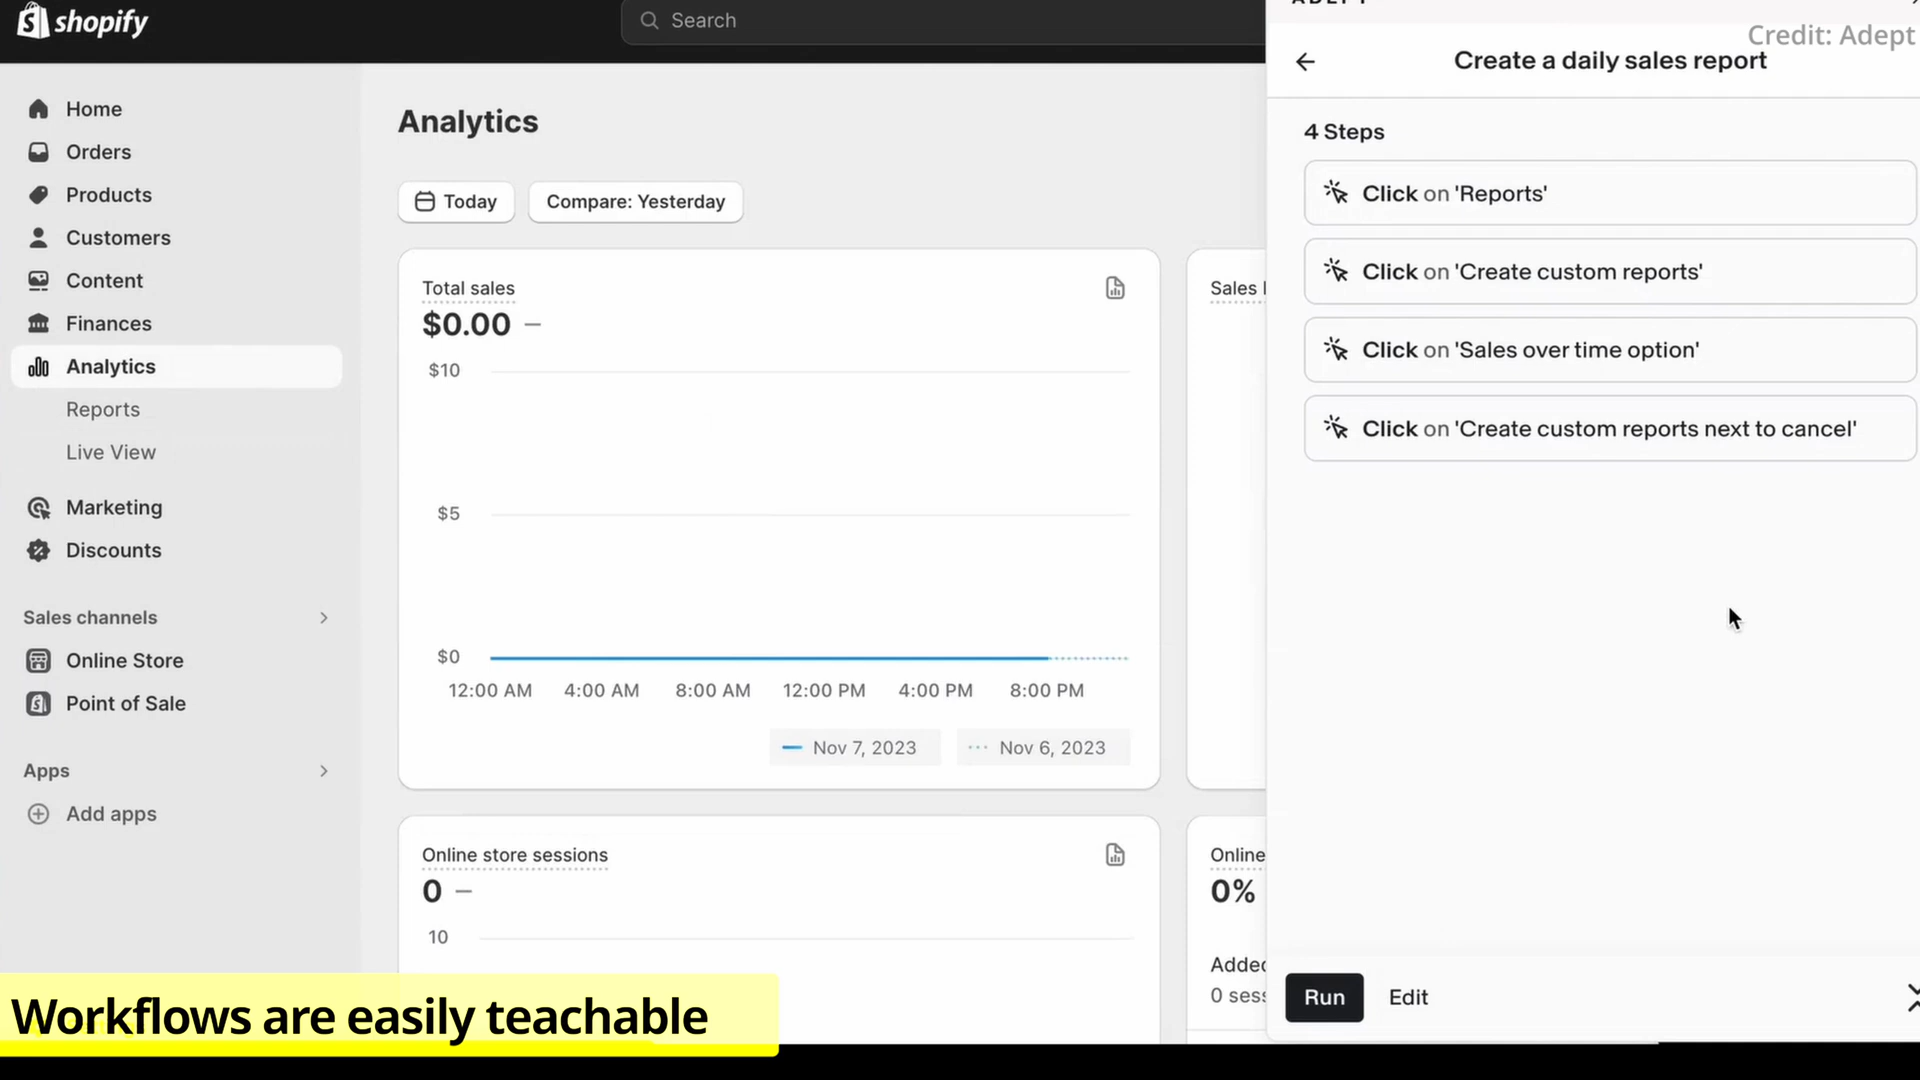 shopify
Search
Home
Orders
Products
Customers
Content
Finances
Analytics
Reports
Live View
Marketing
Discounts
Sales channels
Online Store
Point of Sale
Apps
Add apps
Analytics
Today
Compare: Yesterday
Total sales
$0.00 –
$10
$5
$0
12:00 AM 4:00 AM 8:00 AM 12:00 PM 4:00 PM 8:00 PM
Nov 7, 2023 Nov 6, 2023
Sales
Online store sessions
0 –
10
Online
0%
Added
0 sess
ADEPT
Credit: Adept
Create a daily sales report
4 Steps
Click on 'Reports'
Click on 'Create custom reports'
Click on 'Sales over time option'
Click on 'Create custom reports next to cancel'
Run Edit
Workflows are easily teachable